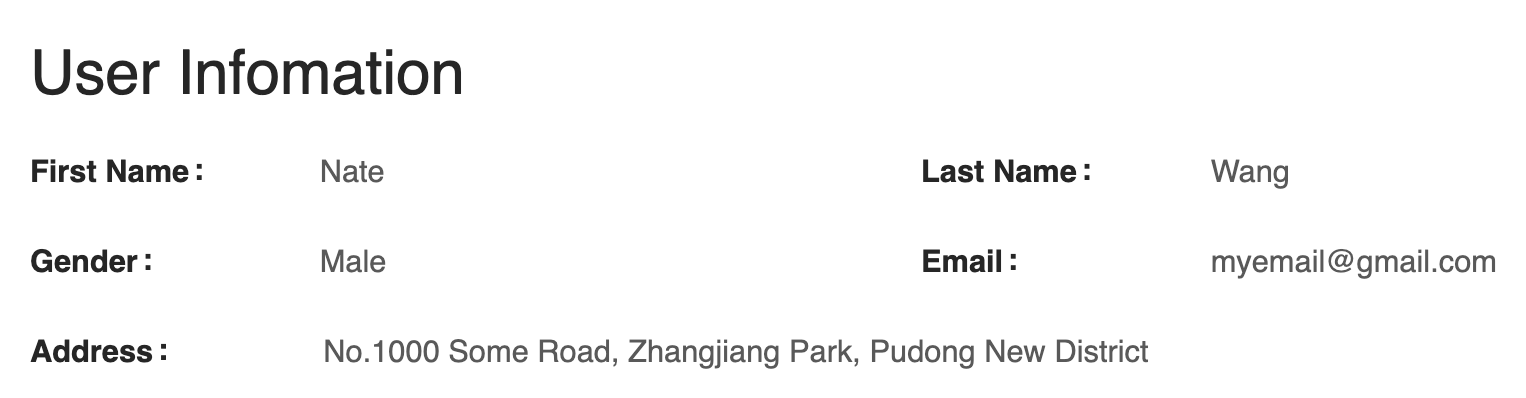 User Infomation
First Name: Nate Last Name: Wang
Gender: Male Email: myemail@gmail.com
Address: No.1000 Some Road, Zhangjiang Park, Pudong New District